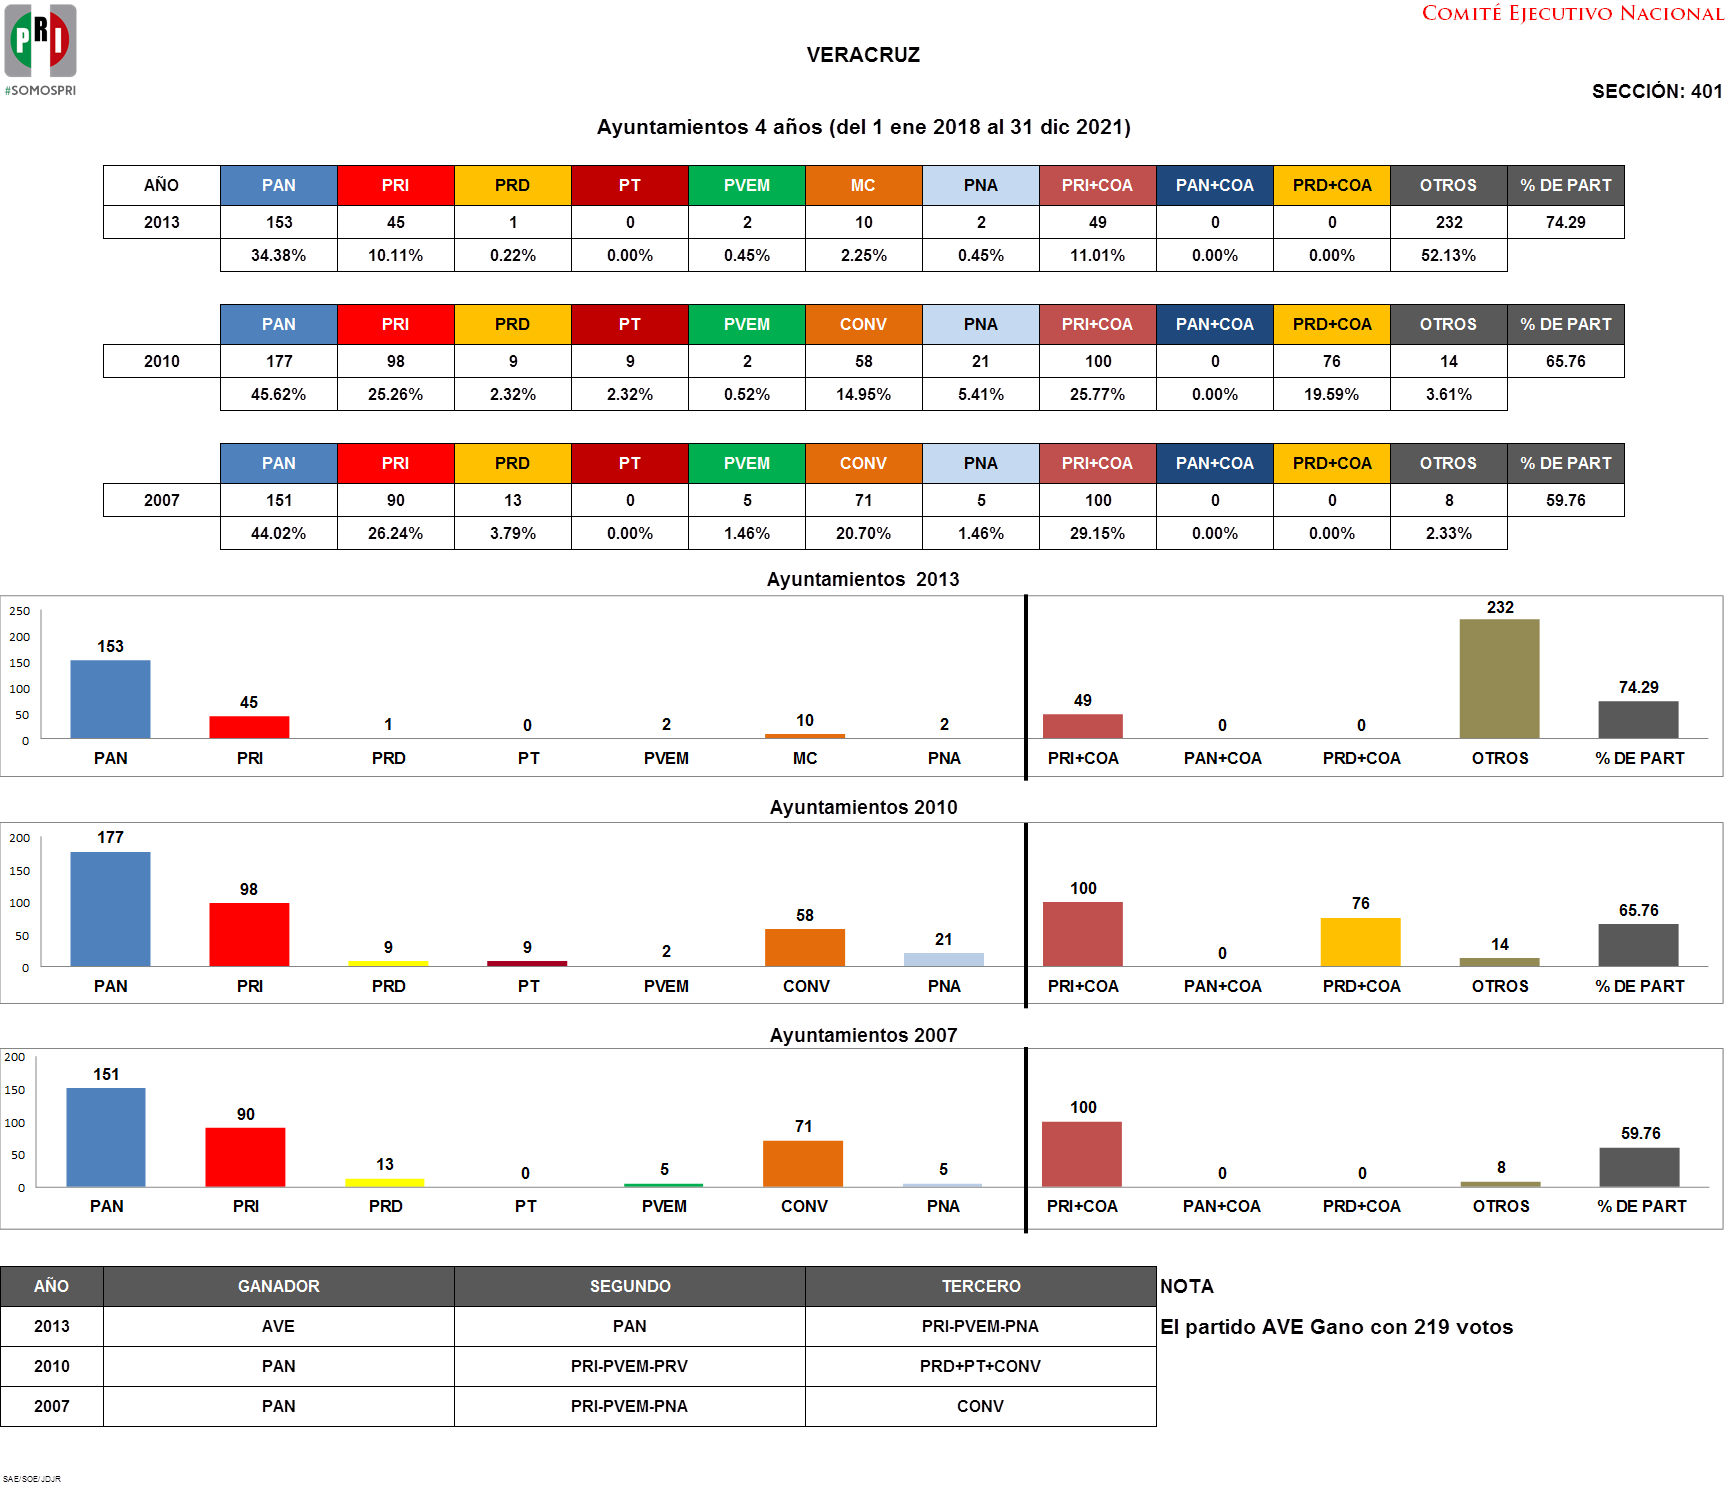 PRI
#SOMOSPRI
COMITÉ EJECUTIVO NACIONAL
VERACRUZ
SECCIÓN: 401
Ayuntamientos 4 años (del 1 ene 2018 al 31 dic 2021)
AÑO PAN PRI PRD PT PVEM MC PNA PRI+COA PAN+COA PRD+COA OTROS % DE PART
2013 153 45 1 0 2 10 2 49 0 0 232 74.29
34.38% 10.11% 0.22% 0.00% 0.45% 2.25% 0.45% 11.01% 0.00% 0.00% 52.13%
PAN PRI PRD PT PVEM CONV PNA PRI+COA PAN+COA PRD+COA OTROS % DE PART
2010 177 98 9 9 2 58 21 100 0 76 14 65.76
45.62% 25.26% 2.32% 2.32% 0.52% 14.95% 5.41% 25.77% 0.00% 19.59% 3.61%
PAN PRI PRD PT PVEM CONV PNA PRI+COA PAN+COA PRD+COA OTROS % DE PART
2007 151 90 13 0 5 71 5 100 0 0 8 59.76
44.02% 26.24% 3.79% 0.00% 1.46% 20.70% 1.46% 29.15% 0.00% 0.00% 2.33%
Ayuntamientos 2013
250
200
150
100
50
0
153 45 1 0 2 10 2 49 0 0 232 74.29
PAN PRI PRD PT PVEM MC PNA PRI+COA PAN+COA PRD+COA OTROS % DE PART
Ayuntamientos 2010
200
150
100
50
0
177 98 9 9 2 58 21 100 0 76 14 65.76
PAN PRI PRD PT PVEM CONV PNA PRI+COA PAN+COA PRD+COA OTROS % DE PART
Ayuntamientos 2007
200
150
100
50
0
151 90 13 0 5 71 5 100 0 0 8 59.76
PAN PRI PRD PT PVEM CONV PNA PRI+COA PAN+COA PRD+COA OTROS % DE PART
AÑO GANADOR SEGUNDO TERCERO NOTA
2013 AVE PAN PRI-PVEM-PNA El partido AVE Gano con 219 votos
2010 PAN PRI-PVEM-PRV PRD+PT+CONV
2007 PAN PRI-PVEM-PNA CONV
SAE/SOE/JDJR